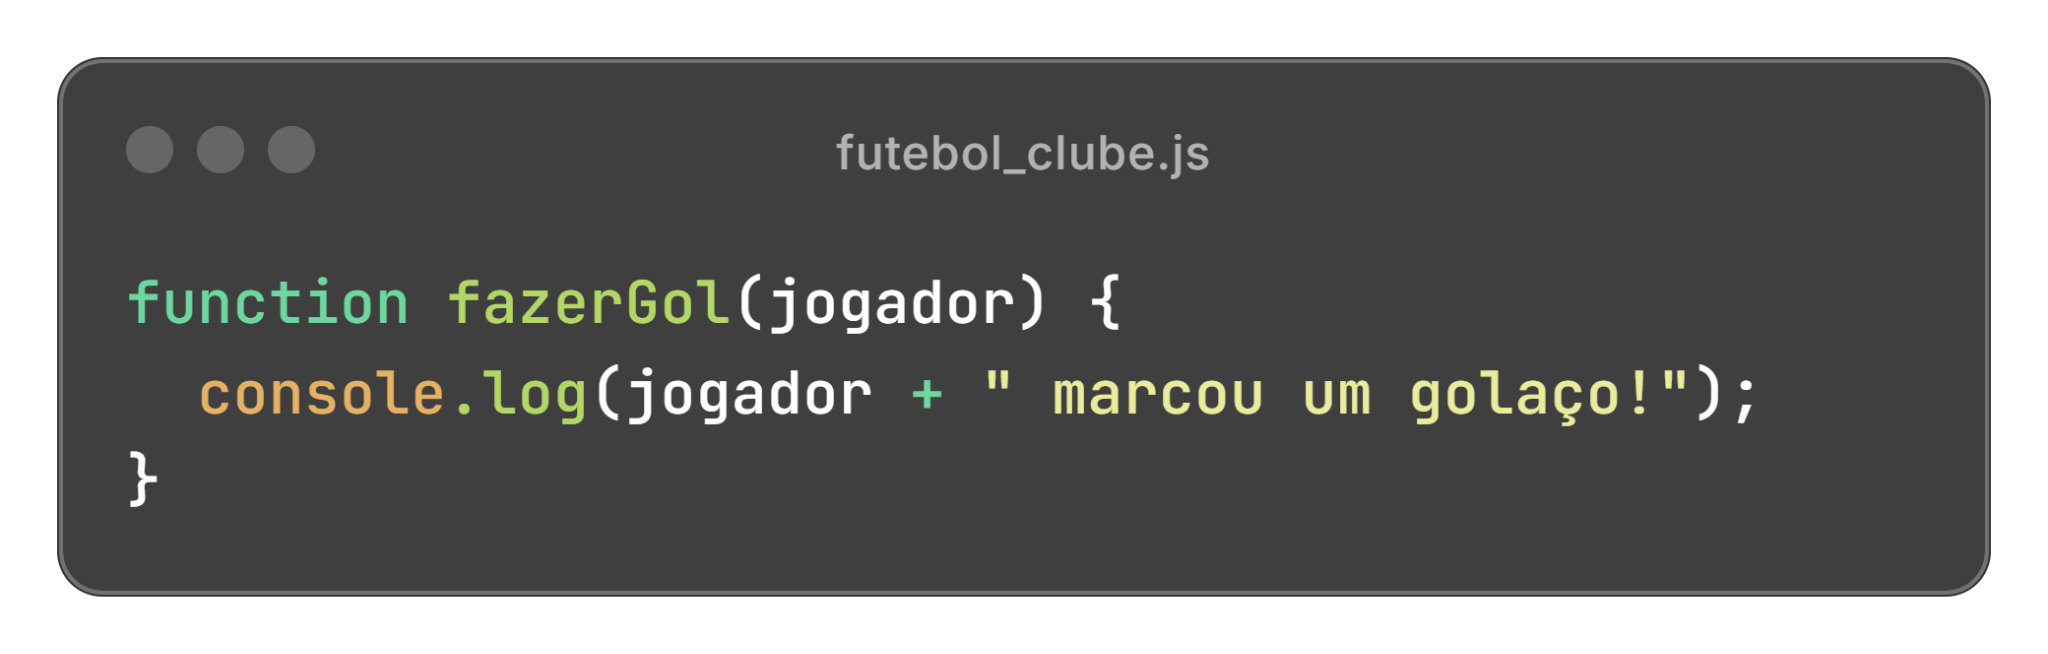 futebol_clube.js
function fazerGol(jogador) {
  console.log(jogador + " marcou um golaço!");
}